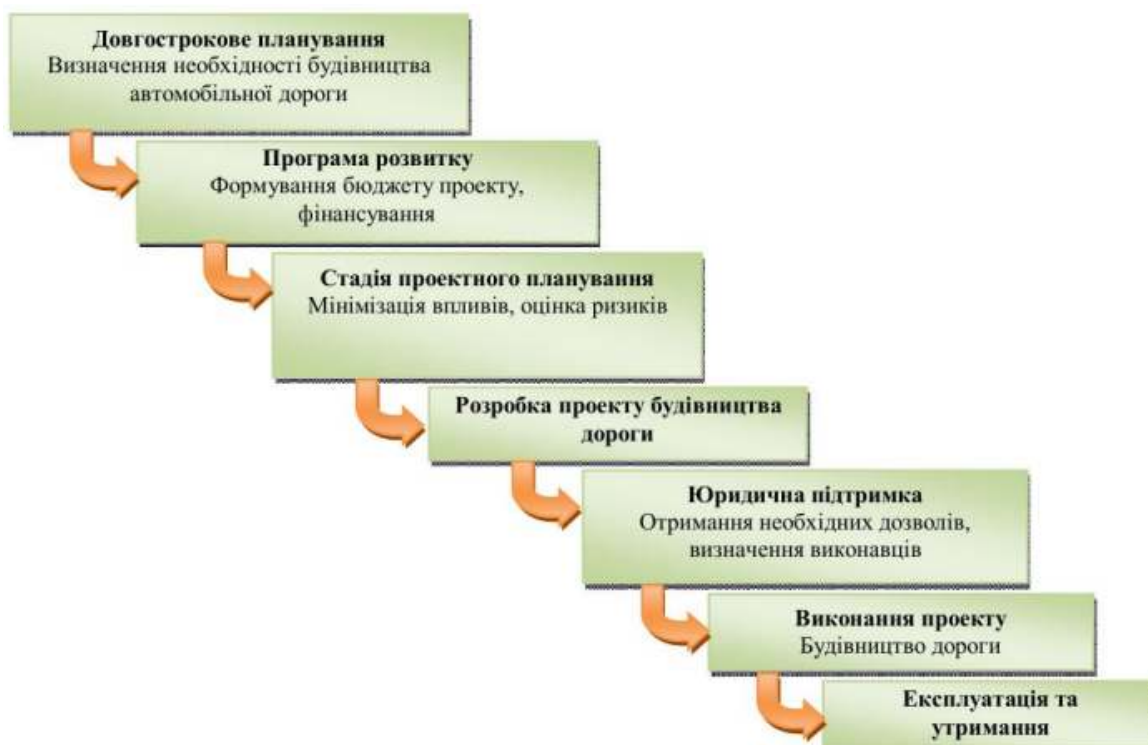 Довгострокове планування
Визначення необхідності будівництва
автомобільної дороги
Програма розвитку
Формування бюджету проекту,
фінансування
Стадія проектного планування
Мінімізація впливів, оцінка ризиків
Розробка проекту будівництва
дороги
Юридична підтримка
Отримання необхідних дозволів,
визначення виконавців
Виконання проекту
Будівництво дороги
Експлуатація та
утримання